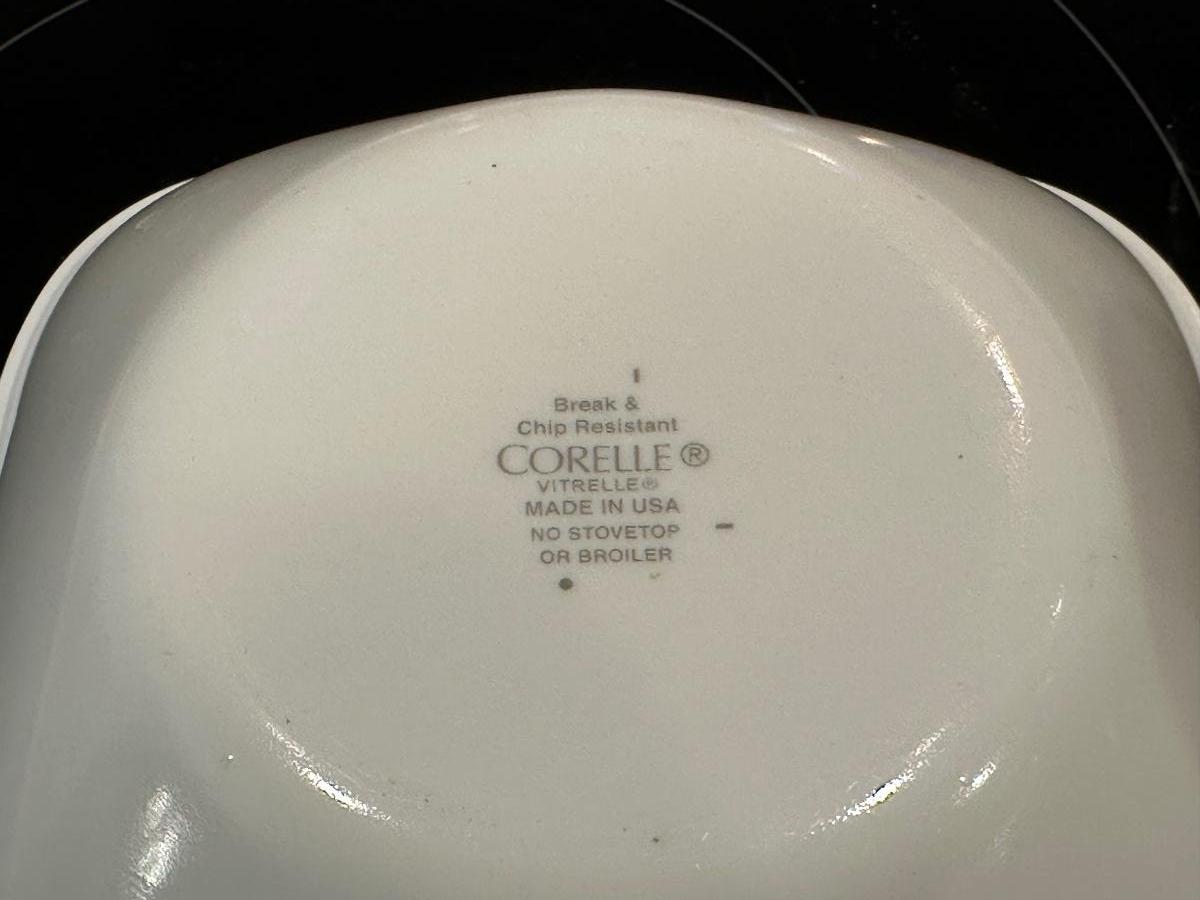 Break &
Chip Resistant
CORELLE®
VITRELLE®
MADE IN USA
NO STOVETOP
OR BROILER